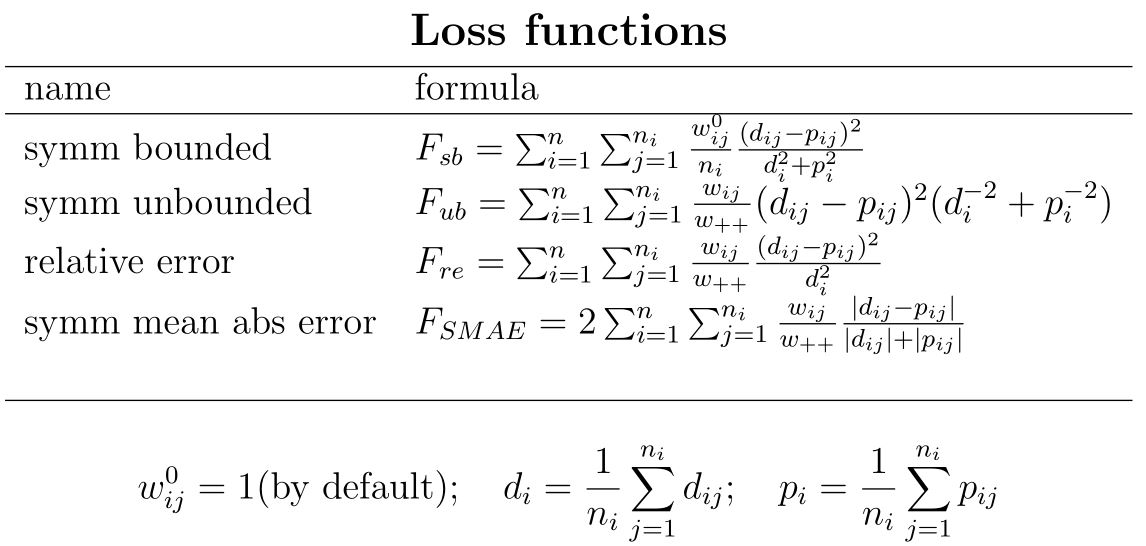 Loss functions
name formula
symm bounded $F_{sb} = \sum_{i=1}^{n} \sum_{j=1}^{n_i} \frac{w_{ij}^0}{n_i} \frac{(d_{ij}-p_{ij})^2}{d_i^2+p_i^2}$
symm unbounded $F_{ub} = \sum_{i=1}^{n} \sum_{j=1}^{n_i} \frac{w_{ij}}{w_{++}} (d_{ij} - p_{ij})^2 (d_i^{-2} + p_i^{-2})$
relative error $F_{re} = \sum_{i=1}^{n} \sum_{j=1}^{n_i} \frac{w_{ij}}{w_{++}} \frac{(d_{ij}-p_{ij})^2}{d_i^2}$
symm mean abs error $F_{SMAE} = 2 \sum_{i=1}^{n} \sum_{j=1}^{n_i} \frac{w_{ij}}{w_{++}} \frac{|d_{ij}-p_{ij}|}{|d_{ij}|+|p_{ij}|}$
$w_{ij}^0 = 1$(by default); $d_i = \frac{1}{n_i} \sum_{j=1}^{n_i} d_{ij}$; $p_i = \frac{1}{n_i} \sum_{j=1}^{n_i} p_{ij}$